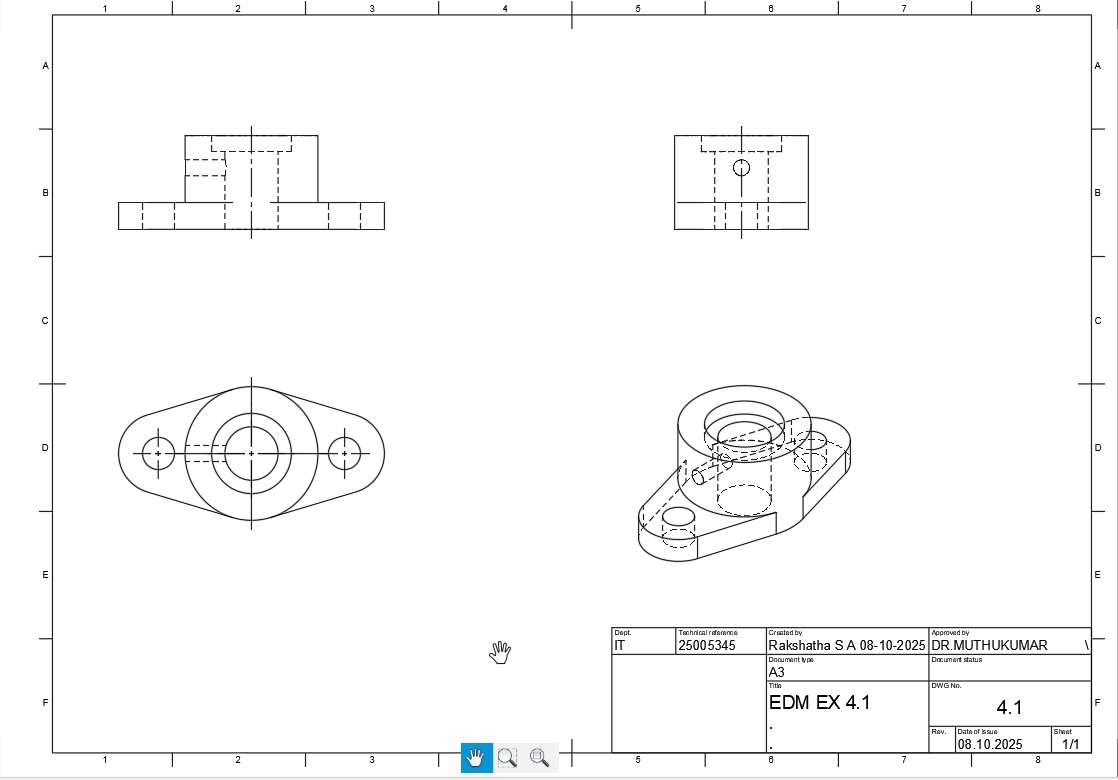 1 2 3 4 5 6 7 8
A A
B B
C C
D D
E E
F F
Dept. Technical reference Created by Approved by
IT 25005345 Rakshatha S A 08-10-2025 DR.MUTHUKUMAR \
Document type Document status
A3
Title DWG No.
EDM EX 4.1 4.1
.
Rev. Date of issue Sheet
. 08.10.2025 1/1
1 2 3 4 5 6 7 8